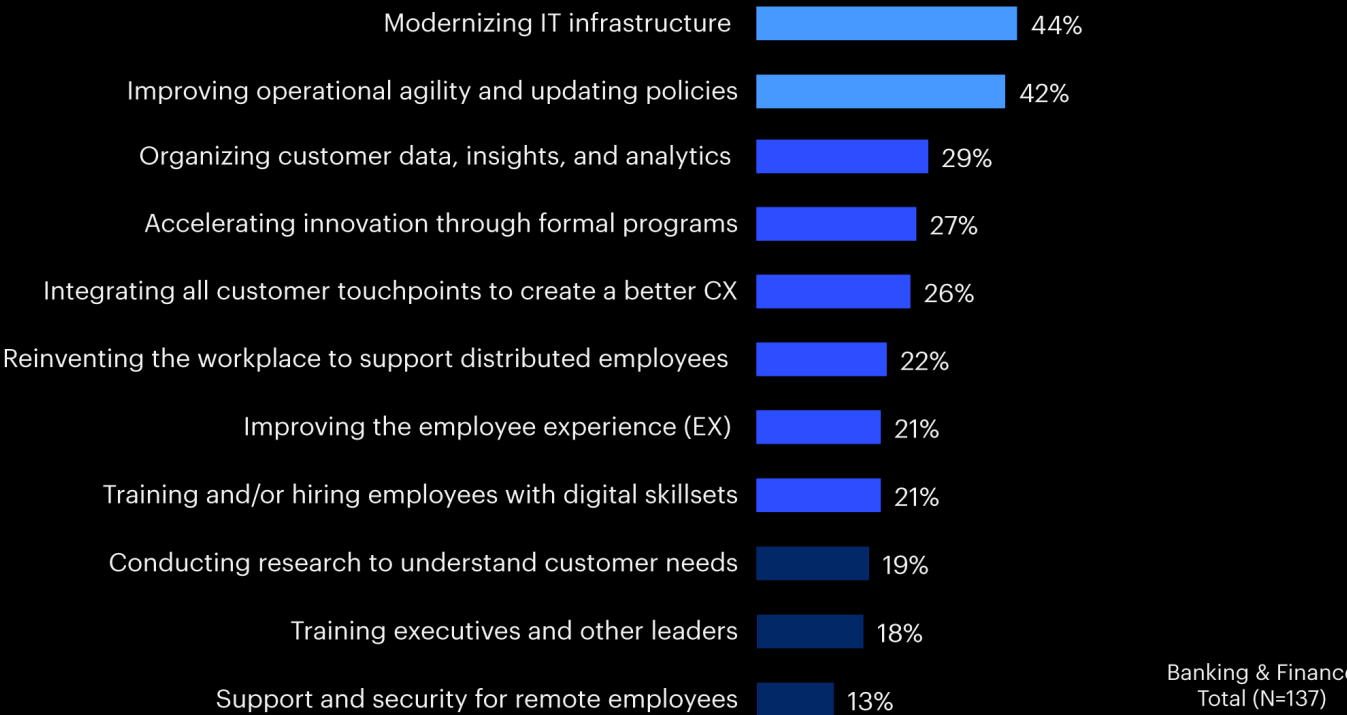 Modernizing IT infrastructure 44%
Improving operational agility and updating policies 42%
Organizing customer data, insights, and analytics 29%
Accelerating innovation through formal programs 27%
Integrating all customer touchpoints to create a better CX 26%
Reinventing the workplace to support distributed employees 22%
Improving the employee experience (EX) 21%
Training and/or hiring employees with digital skillsets 21%
Conducting research to understand customer needs 19%
Training executives and other leaders 18%
Support and security for remote employees 13%
Banking & Finance
Total (N=137)